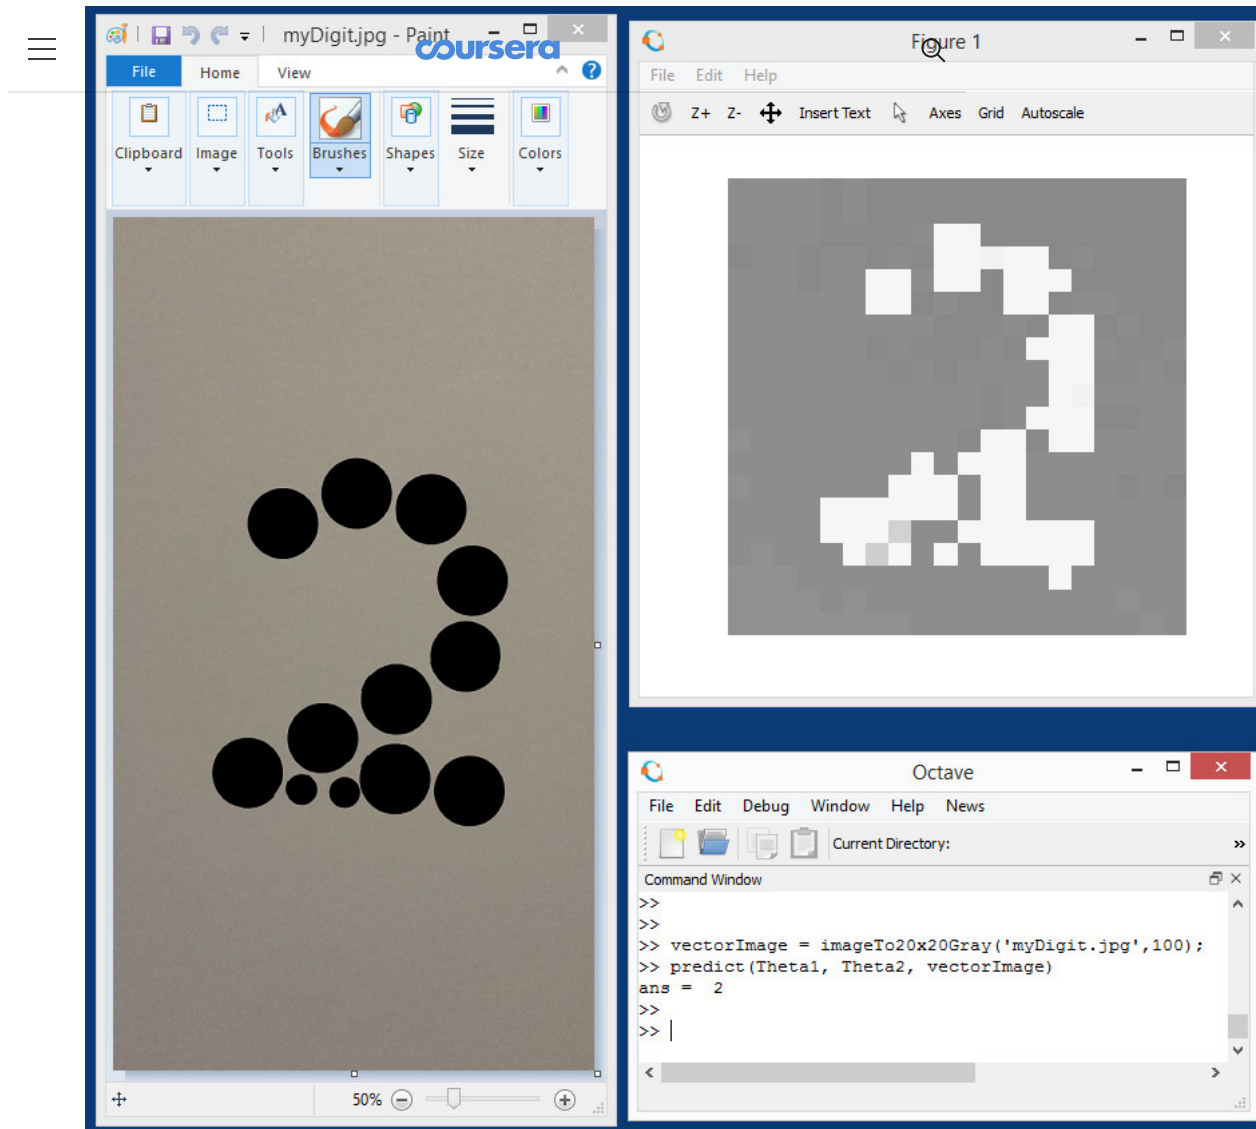 myDigit.jpg - Paint
coursera
File Home View
Clipboard Image Tools Brushes Shapes Size Colors
50%
Figure 1
File Edit Help
Z+ Z- Insert Text Axes Grid Autoscale
Octave
File Edit Debug Window Help News
Current Directory:
»
Command Window
>>
>>
>> vectorImage = imageTo20x20Gray('myDigit.jpg',100);
>> predict(Theta1, Theta2, vectorImage)
ans = 2
>>
>>